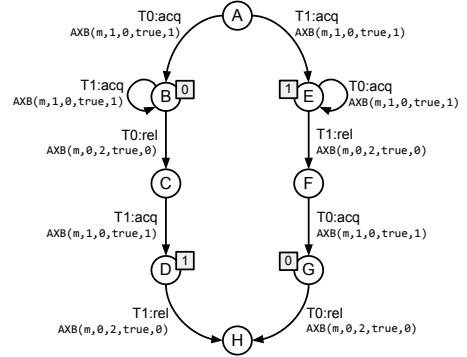 A
T0:acq
AXB(m,1,0,true,1)
T1:acq
AXB(m,1,0,true,1)
T1:acq
AXB(m,1,0,true,1)
B
0
1
E
T0:acq
AXB(m,1,0,true,1)
T0:rel
AXB(m,0,2,true,0)
T1:rel
AXB(m,0,2,true,0)
C
F
T1:acq
AXB(m,1,0,true,1)
T0:acq
AXB(m,1,0,true,1)
D
1
0
G
T1:rel
AXB(m,0,2,true,0)
T0:rel
AXB(m,0,2,true,0)
H